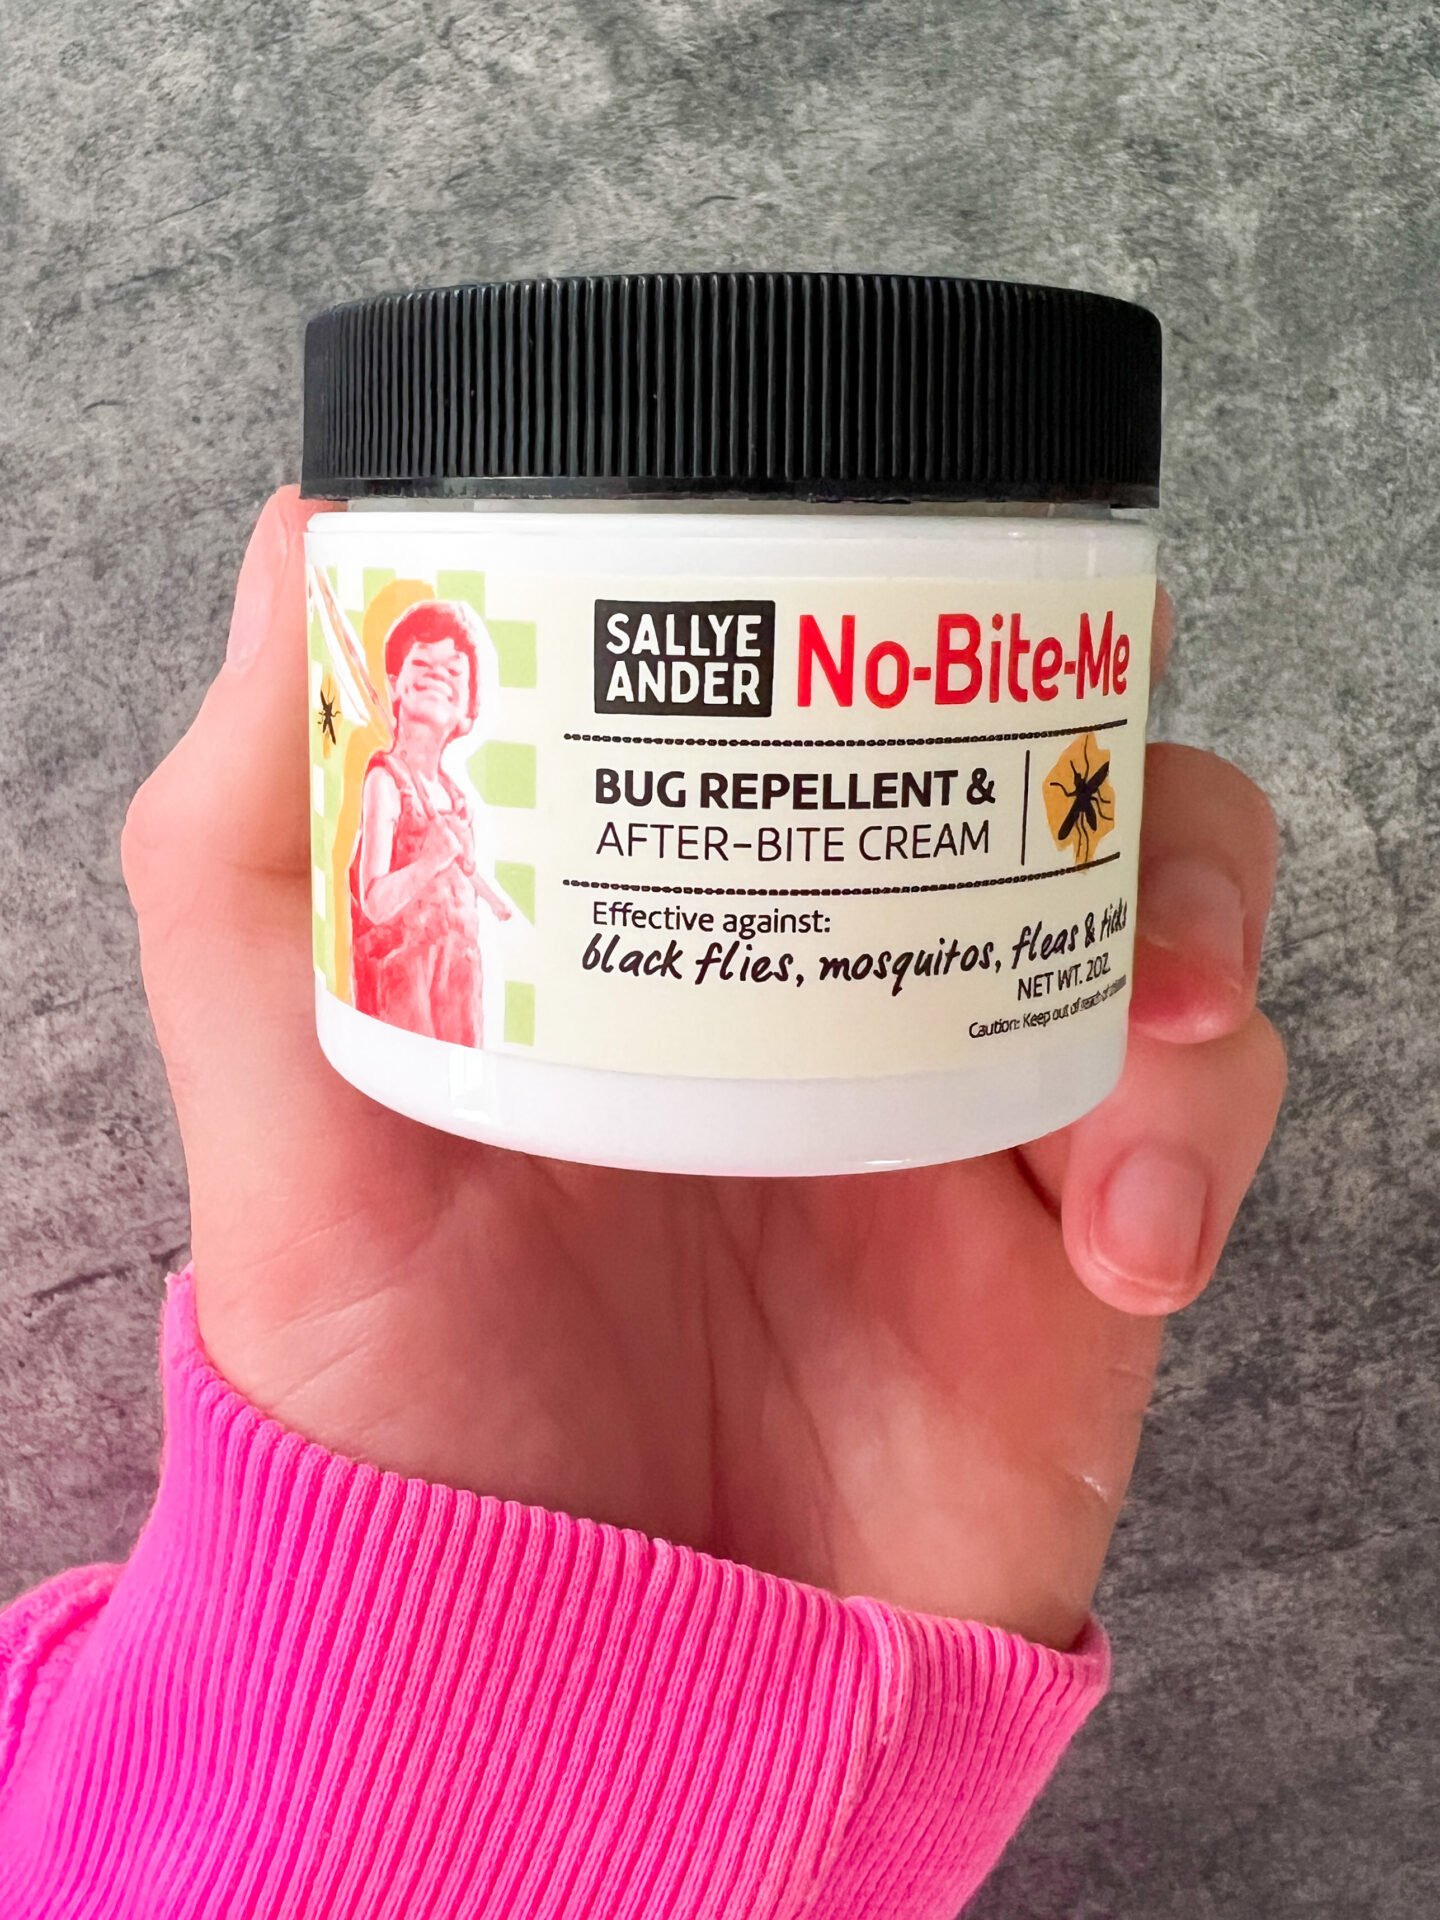 SALLYE
ANDER
No-Bite-Me
BUG REPELLENT &
AFTER-BITE CREAM
Effective against:
black flies, mosquitos, fleas & ticks
NET WT. 2OZ.
Caution: Keep out of reach of